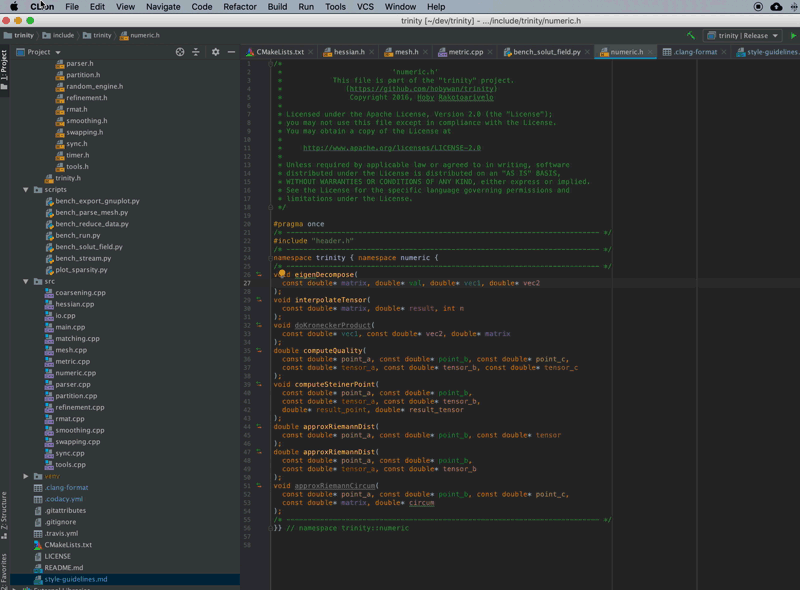 CLion File Edit View Navigate Code Refactor Build Run Tools VCS Window Help
trinity [~/dev/trinity] - .../include/trinity/numeric.h
trinity include trinity numeric.h
trinity | Release
1: Project
Project
CMakeLists.txt hessian.h mesh.h metric.cpp bench_solut_field.py numeric.h .clang-format style-guidelines.
parser.h
partition.h
random_engine.h
refinement.h
rmat.h
smoothing.h
swapping.h
sync.h
timer.h
tools.h
trinity.h
scripts
bench_export_gnuplot.py
bench_parse_mesh.py
bench_reduce_data.py
bench_run.py
bench_solut_field.py
bench_stream.py
plot_sparsity.py
src
coarsening.cpp
hessian.cpp
io.cpp
main.cpp
matching.cpp
mesh.cpp
metric.cpp
numeric.cpp
parser.cpp
partition.cpp
refinement.cpp
rmat.cpp
smoothing.cpp
swapping.cpp
sync.cpp
tools.cpp
venv
.clang-format
.codacy.yml
.gitattributes
.gitignore
.travis.yml
CMakeLists.txt
LICENSE
README.md
style-guidelines.md
External Libraries
Z: Structure
2: Favorites
1 /*
2 * 'numeric.h'
3 * This file is part of the "trinity" project.
4 * (https://github.com/hobywan/trinity)
5 * Copyright 2016, Hoby Rakotoarivelo
6 *
7 * Licensed under the Apache License, Version 2.0 (the "License");
8 * you may not use this file except in compliance with the License.
9 * You may obtain a copy of the License at
10 *
11 * http://www.apache.org/licenses/LICENSE-2.0
12 *
13 * Unless required by applicable law or agreed to in writing, software
14 * distributed under the License is distributed on an "AS IS" BASIS,
15 * WITHOUT WARRANTIES OR CONDITIONS OF ANY KIND, either express or implied.
16 * See the License for the specific language governing permissions and
17 * limitations under the License.
18 */
19
20 #pragma once
21 /* -------------------------------------------------------------------------- */
22 #include "header.h"
23 /* -------------------------------------------------------------------------- */
24 namespace trinity { namespace numeric {
25 /* -------------------------------------------------------------------------- */
26 void eigenDecompose(
27 const double* matrix, double* val, double* vec1, double* vec2
28 );
29 void interpolateTensor(
30 const double* matrix, double* result, int n
31 );
32 void doKroneckerProduct(
33 const double* vec1, const double* vec2, double* matrix
34 );
35 double computeQuality(
36 const double* point_a, const double* point_b, const double* point_c,
37 const double* tensor_a, const double* tensor_b, const double* tensor_c
38 );
39 void computeSteinerPoint(
40 const double* point_a, const double* point_b,
41 const double* tensor_a, const double* tensor_b,
42 double* result_point, double* result_tensor
43 );
44 double approxRiemannDist(
45 const double* point_a, const double* point_b, const double* tensor
46 );
47 double approxRiemannDist(
48 const double* point_a, const double* point_b,
49 const double* tensor_a, const double* tensor_b
50 );
51 void approxRiemannCircum(
52 const double* point_a, const double* point_b, const double* point_c,
53 const double* matrix, double* circum
54 );
55 /* -------------------------------------------------------------------------- */
56 }} // namespace trinity::numeric
57
58